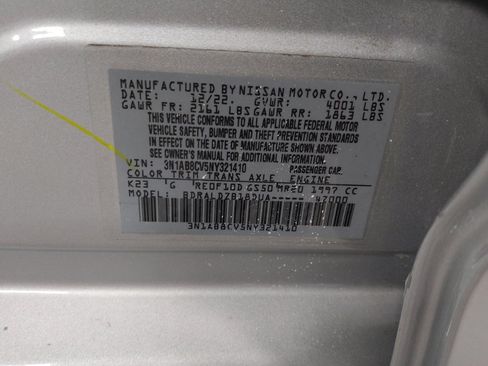 MANUFACTURED BY NISSAN MOTOR CO., LTD.
DATE: 12/22. GVWR: 4001 LBS
GAWR FR: 2161 LBS GAWR RR: 1863 LBS
THIS VEHICLE CONFORMS TO ALL APPLICABLE FEDERAL MOTOR
VEHICLE SAFETY, BUMPER AND THEFT PREVENTION STANDARDS
IN EFFECT ON THE DATE OF MANUFACTURE SHOWN ABOVE.
SEE OWNER'S MANUAL FOR ADDITIONAL INFORMATION.
VIN: 3N1AB8CV5NY321410 PASSENGER CAR
COLOR TRIM TRANS AXLE ENGINE
K23 G RE0F10D GS50 MR20 1997 CC
MODEL: BDRALDZB18DUA----- 42000
3N1AB8CV5NY321410